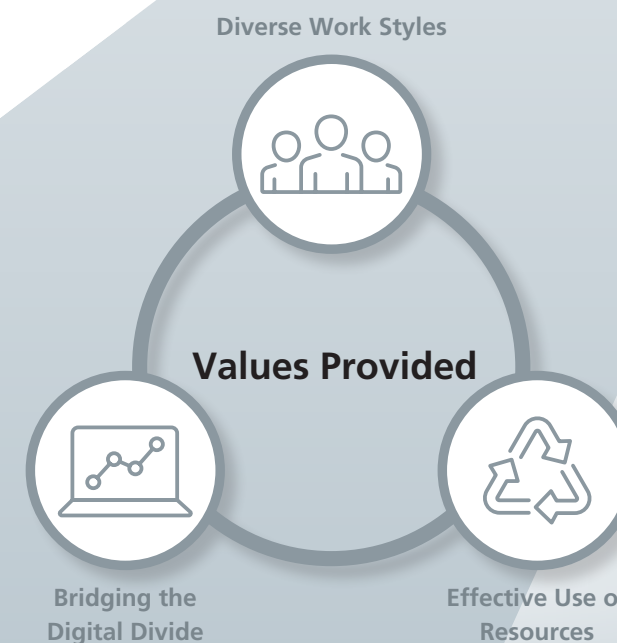 Diverse Work Styles
Values Provided
Bridging the
Digital Divide
Effective Use o
Resources